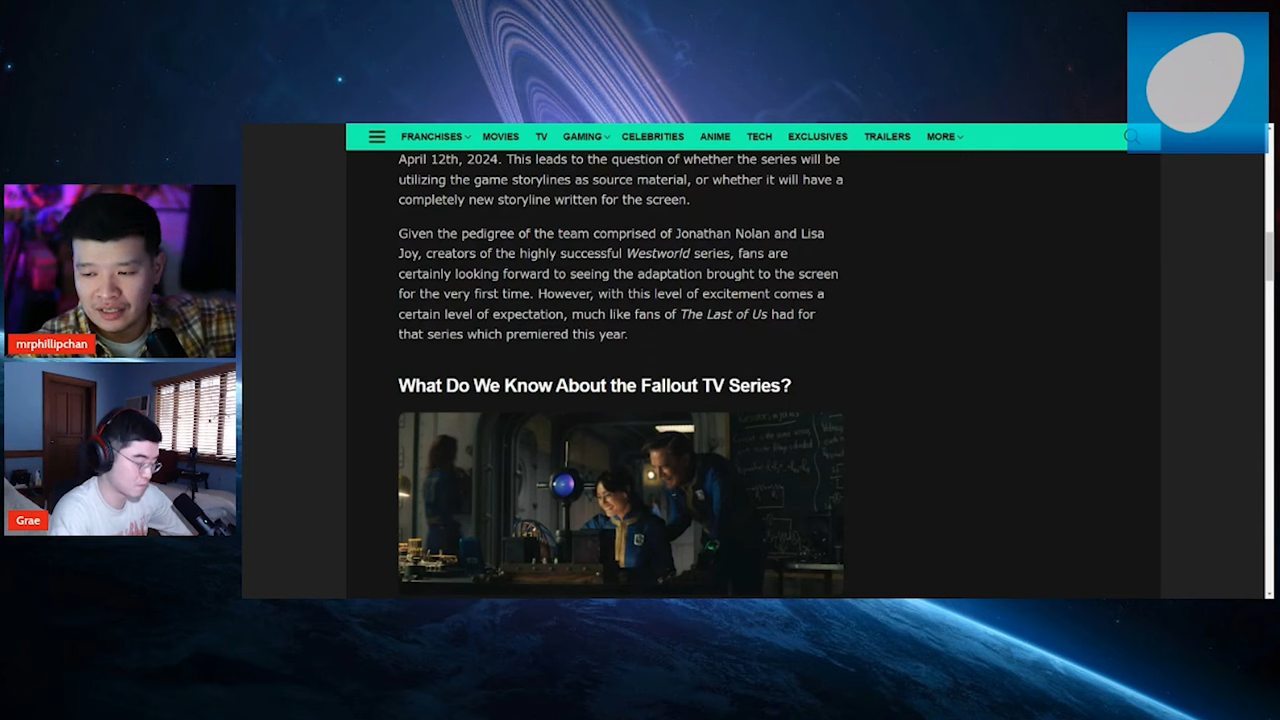 FRANCHISES MOVIES TV GAMING CELEBRITIES ANIME TECH EXCLUSIVES TRAILERS MORE
April 12th, 2024. This leads to the question of whether the series will be
utilizing the game storylines as source material, or whether it will have a
completely new storyline written for the screen.
Given the pedigree of the team comprised of Jonathan Nolan and Lisa
Joy, creators of the highly successful Westworld series, fans are
certainly looking forward to seeing the adaptation brought to the screen
for the very first time. However, with this level of excitement comes a
certain level of expectation, much like fans of The Last of Us had for
that series which premiered this year.
What Do We Know About the Fallout TV Series?
mrphillipchan
Grae